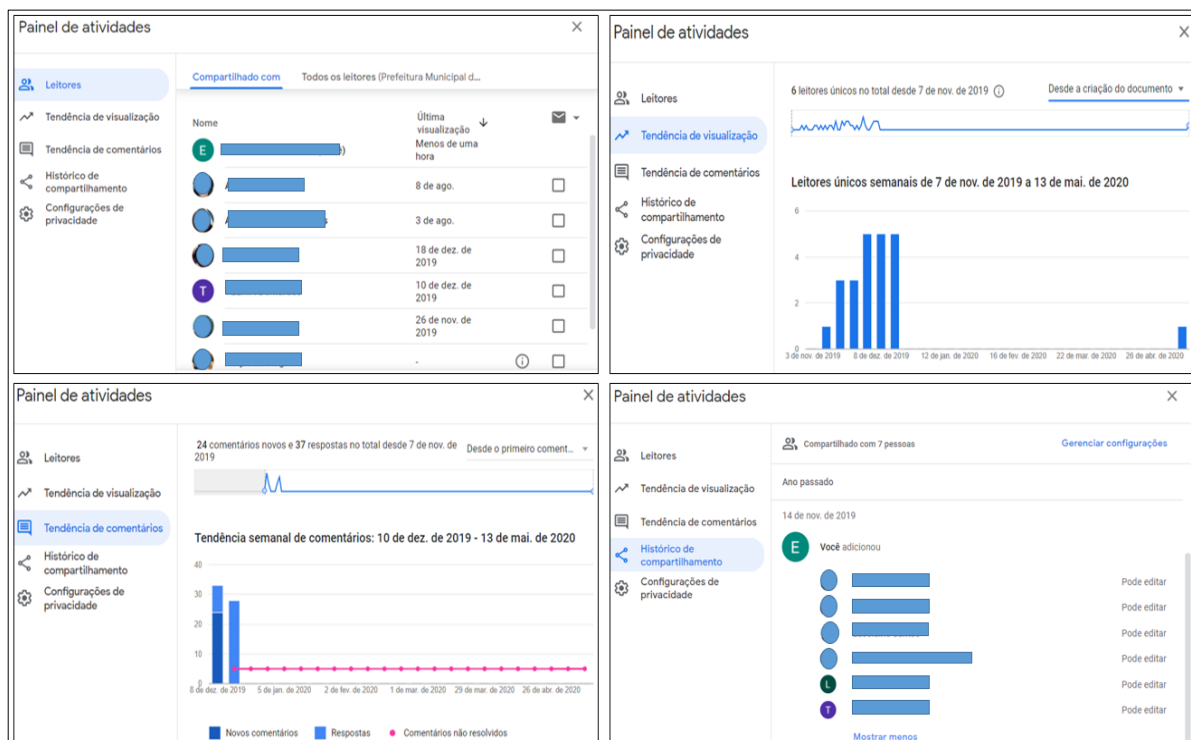 Painel de atividades
Leitores
Tendência de visualização
Tendência de comentários
Histórico de
compartilhamento
Configurações de
privacidade
Compartilhado com Todos os leitores (Prefeitura Municipal d...
Nome
Última
visualização
E
Menos de uma
hora
8 de ago.
3 de ago.
18 de dez. de
2019
T
10 de dez. de
2019
26 de nov. de
2019
-
Painel de atividades
Leitores
Tendência de visualização
Tendência de comentários
Histórico de
compartilhamento
Configurações de
privacidade
6 leitores únicos no total desde 7 de nov. de 2019
Desde a criação do documento
Leitores únicos semanais de 7 de nov. de 2019 a 13 de mai. de 2020
6
4
2
0
3 de nov. de 2019 8 de dez. de 2019 12 de jan. de 2020 16 de fev. de 2020 22 de mar. de 2020 26 de abr. de 2020
Painel de atividades
Leitores
Tendência de visualização
Tendência de comentários
Histórico de
compartilhamento
Configurações de
privacidade
24 comentários novos e 37 respostas no total desde 7 de nov. de
2019
Desde o primeiro coment...
Tendência semanal de comentários: 10 de dez. de 2019 - 13 de mai. de 2020
40
30
20
10
0
8 de dez. de 2019 5 de jan. de 2020 2 de fev. de 2020 1 de mar. de 2020 29 de mar. de 2020 26 de abr. de 2020
Novos comentários Respostas Comentários não resolvidos
Painel de atividades
Leitores
Tendência de visualização
Tendência de comentários
Histórico de
compartilhamento
Configurações de
privacidade
Compartilhado com 7 pessoas
Gerenciar configurações
Ano passado
14 de nov. de 2019
E
Você adicionou
Pode editar
Pode editar
Pode editar
Pode editar
L
Pode editar
T
Pode editar
Mostrar menos